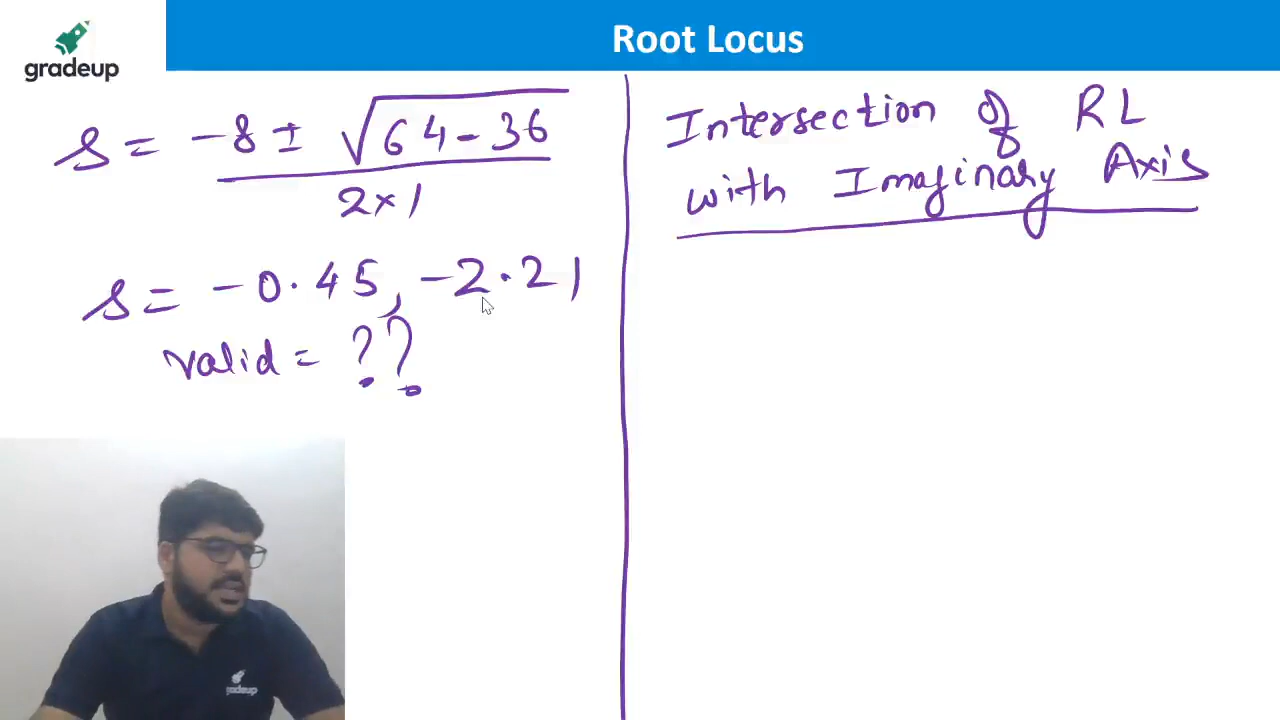 gradeup
Root Locus
s = -8 ± √64-36
2×1
s = -0.45, -2.21
valid = ??
Intersection of RL
with Imaginary Axis
gradeup